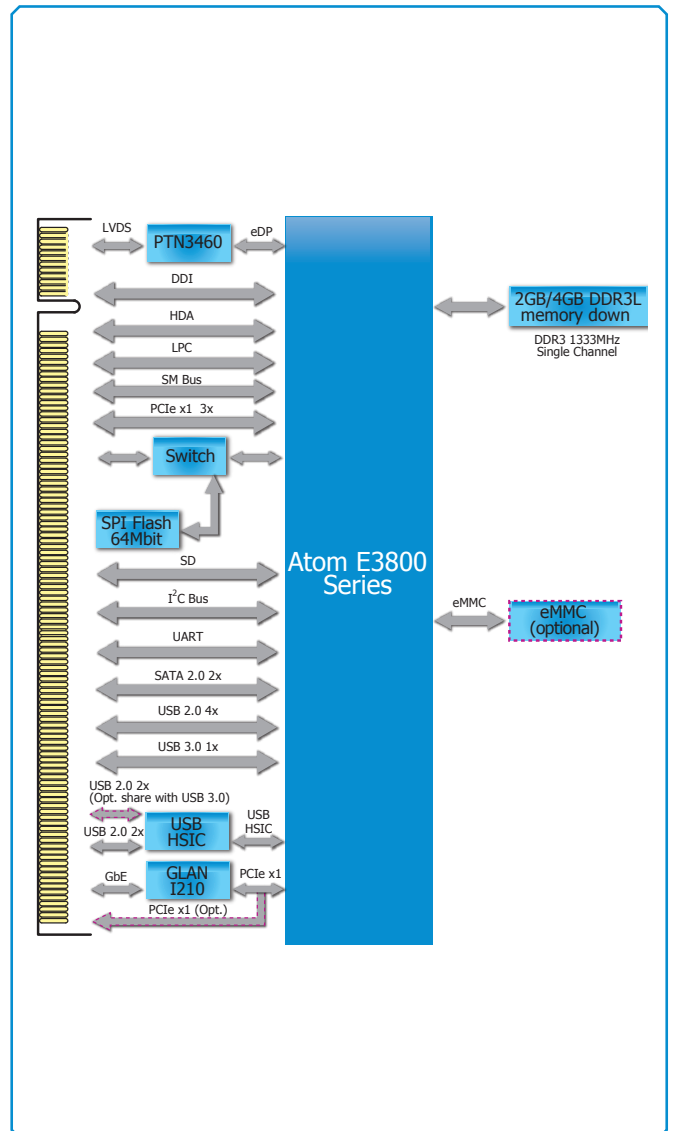 LVDS
PTN3460
eDP
DDI
HDA
LPC
SM Bus
PCIe x1 3x
Switch
SPI Flash
64Mbit
SD
I²C Bus
UART
SATA 2.0 2x
USB 2.0 4x
USB 3.0 1x
USB 2.0 2x
(Opt. share with USB 3.0)
USB 2.0 2x
USB
HSIC
USB
HSIC
GbE
GLAN
I210
PCIe x1
PCIe x1 (Opt.)
Atom E3800
Series
2GB/4GB DDR3L
memory down
DDR3 1333MHz
Single Channel
eMMC
eMMC
(optional)